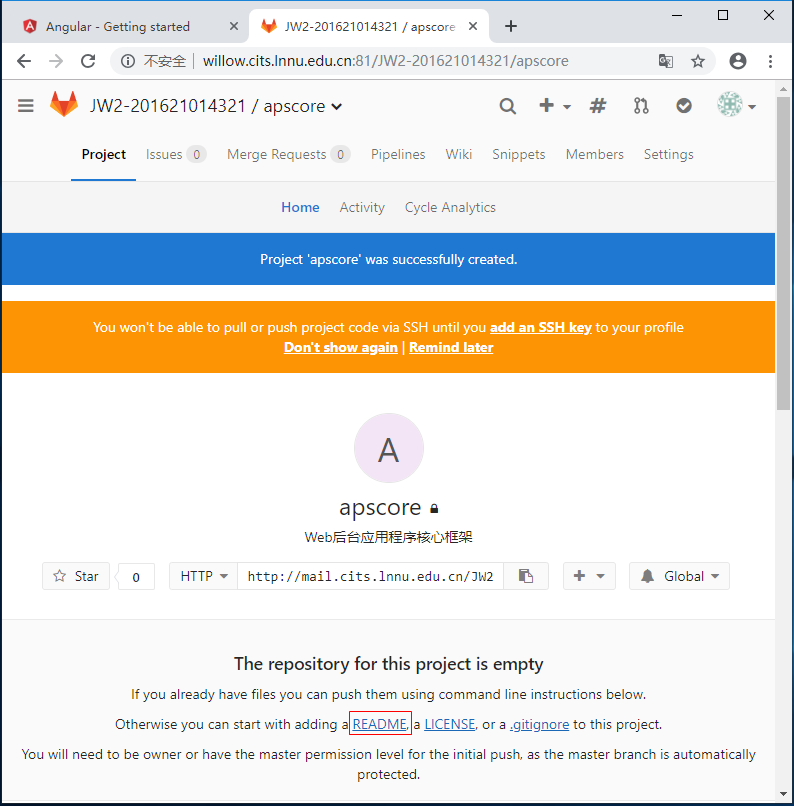 Angular - Getting started
JW2-201621014321 / apscore
不安全 | willow.cits.lnnu.edu.cn:81/JW2-201621014321/apscore
JW2-201621014321 / apscore
Project Issues 0 Merge Requests 0 Pipelines Wiki Snippets Members Settings
Home Activity Cycle Analytics
Project 'apscore' was successfully created.
You won't be able to pull or push project code via SSH until you add an SSH key to your profile
Don't show again | Remind later
A
apscore
Web后台应用程序核心框架
Star 0 HTTP http://mail.cits.lnnu.edu.cn/JW2 Global
The repository for this project is empty
If you already have files you can push them using command line instructions below.
Otherwise you can start with adding a README, a LICENSE, or a .gitignore to this project.
You will need to be owner or have the master permission level for the initial push, as the master branch is automatically
protected.